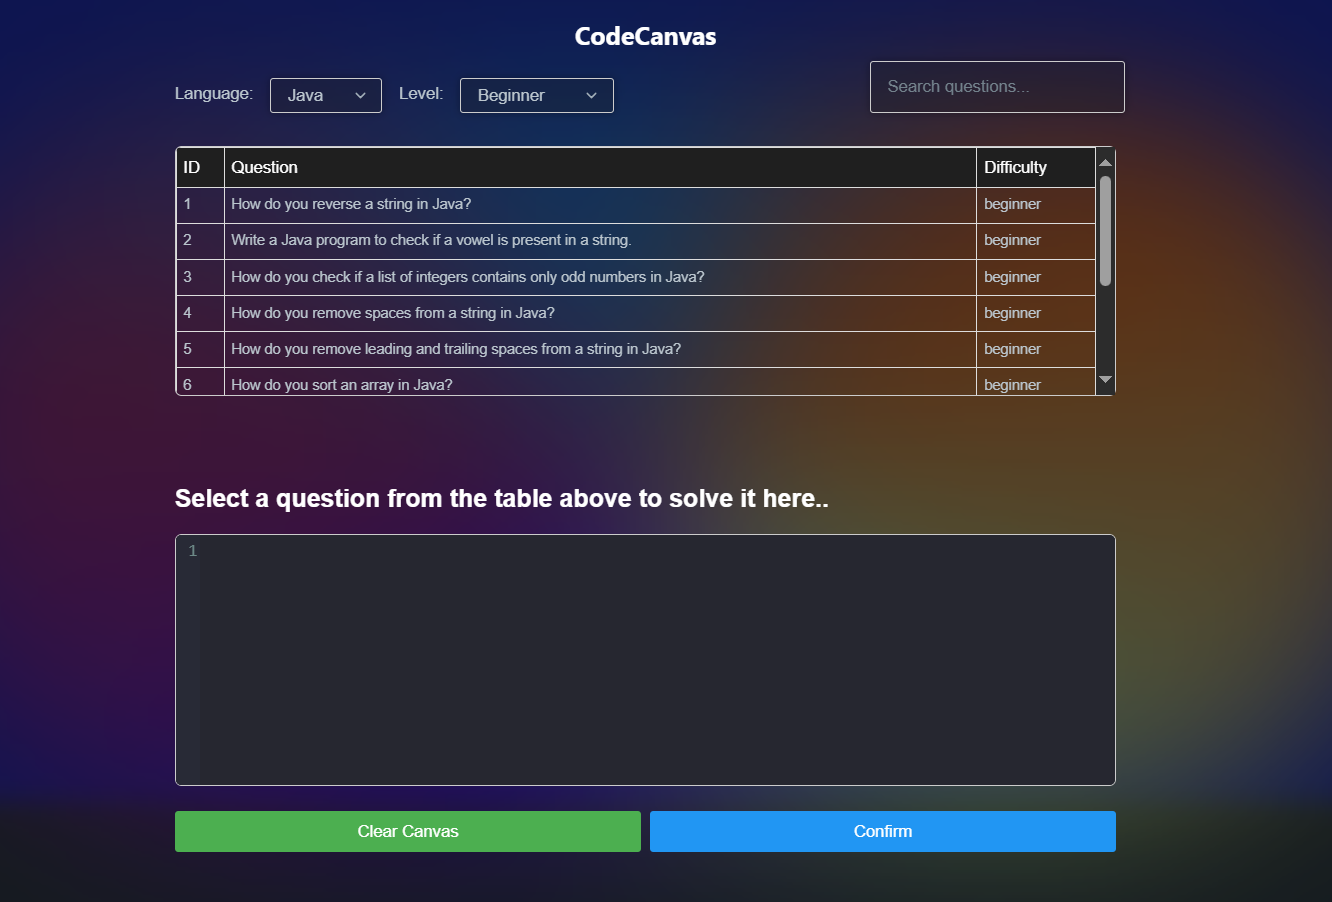 CodeCanvas
Language: Java Level: Beginner Search questions...
ID Question Difficulty
1 How do you reverse a string in Java? beginner
2 Write a Java program to check if a vowel is present in a string. beginner
3 How do you check if a list of integers contains only odd numbers in Java? beginner
4 How do you remove spaces from a string in Java? beginner
5 How do you remove leading and trailing spaces from a string in Java? beginner
6 How do you sort an array in Java? beginner
Select a question from the table above to solve it here..
1
Clear Canvas Confirm